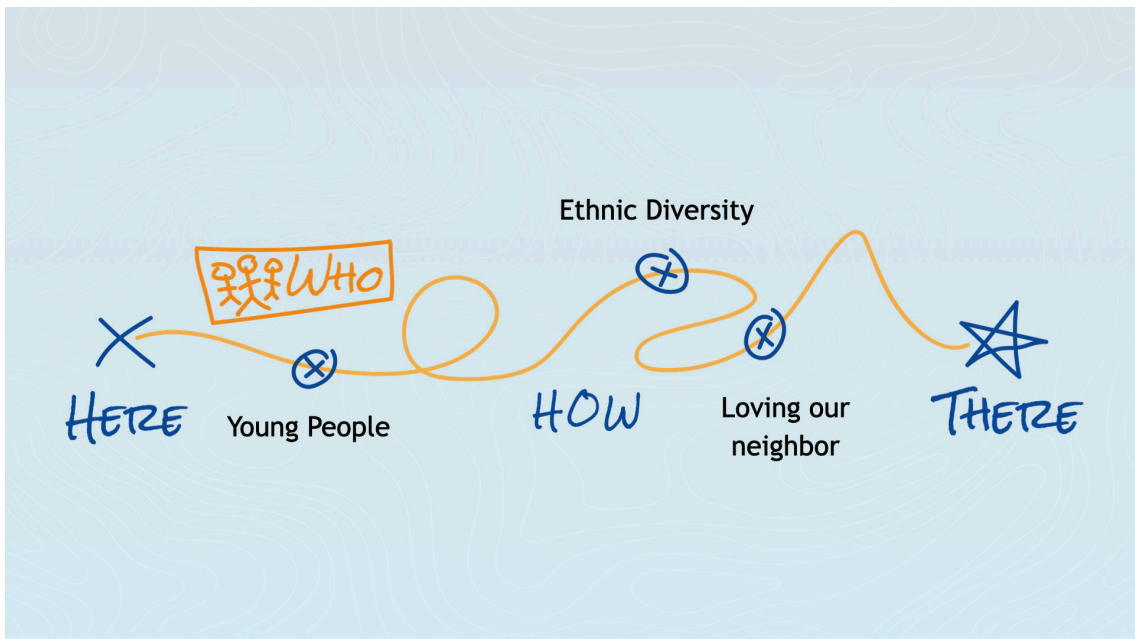 Ethnic Diversity
WHO
HERE
Young People
HOW
Loving our
neighbor
THERE